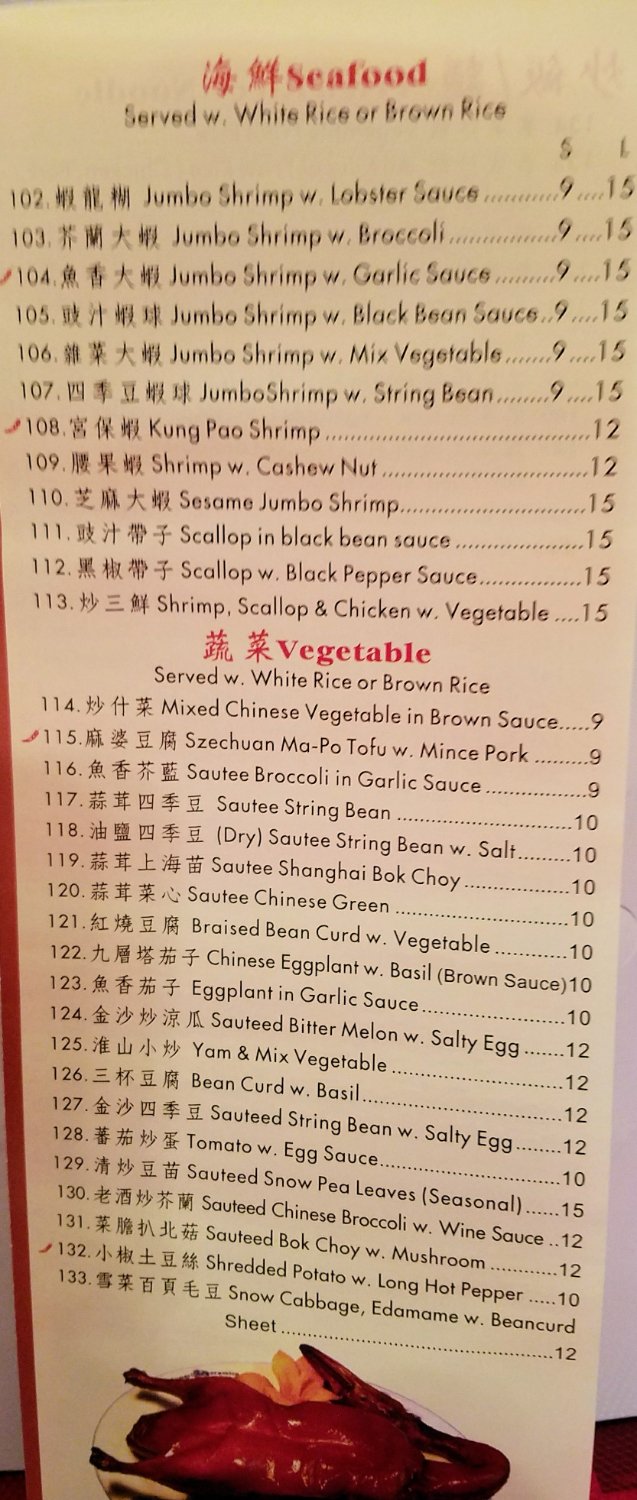 海鮮Seafood
Served w. White Rice or Brown Rice
S L
102.蝦龍糊 Jumbo Shrimp w. Lobster Sauce ............9....15
103.芥蘭大蝦 Jumbo Shrimp w. Broccoli..............9....15
104.魚香大蝦 Jumbo Shrimp w. Garlic Sauce .........9....15
105.豉汁蝦球 Jumbo Shrimp w. Black Bean Sauce..9....15
106.雜菜大蝦 Jumbo Shrimp w. Mix Vegetable.......9....15
107.四季豆蝦球 JumboShrimp w. String Bean.........9....15
108.宮保蝦 Kung Pao Shrimp ........................................12
109.腰果蝦 Shrimp w. Cashew Nut ...............................12
110.芝麻大蝦 Sesame Jumbo Shrimp............................15
111.豉汁帶子 Scallop in black bean sauce ....................15
112.黑椒帶子 Scallop w. Black Pepper Sauce................15
113.炒三鮮 Shrimp, Scallop & Chicken w. Vegetable ....15
蔬菜Vegetable
Served w. White Rice or Brown Rice
114.炒什菜 Mixed Chinese Vegetable in Brown Sauce.....9
115.麻婆豆腐 Szechuan Ma-Po Tofu w. Mince Pork .........9
116.魚香芥藍 Sautee Broccoli in Garlic Sauce .................9
117.蒜茸四季豆 Sautee String Bean .............................10
118.油鹽四季豆 (Dry) Sautee String Bean w. Salt.........10
119.蒜茸上海苗 Sautee Shanghai Bok Choy ..................10
120.蒜茸菜心 Sautee Chinese Green .............................10
121.紅燒豆腐 Braised Bean Curd w. Vegetable .............10
122.九層塔茄子 Chinese Eggplant w. Basil (Brown Sauce)10
123.魚香茄子 Eggplant in Garlic Sauce........................10
124.金沙炒涼瓜 Sauteed Bitter Melon w. Salty Egg .......12
125.淮山小炒 Yam & Mix Vegetable .............................12
126.三杯豆腐 Bean Curd w. Basil..................................12
127.金沙四季豆 Sauteed String Bean w. Salty Egg........12
128.蕃茄炒蛋 Tomato w. Egg Sauce..............................10
129.清炒豆苗 Sauteed Snow Pea Leaves (Seasonal) ......15
130.老酒炒芥蘭 Sauteed Chinese Broccoli w. Wine Sauce ..12
131.菜膽扒北菇 Sauteed Bok Choy w. Mushroom ............12
132.小椒土豆絲 Shredded Potato w. Long Hot Pepper .....10
133.雪菜百頁毛豆 Snow Cabbage, Edamame w. Beancurd
Sheet ..............................................12